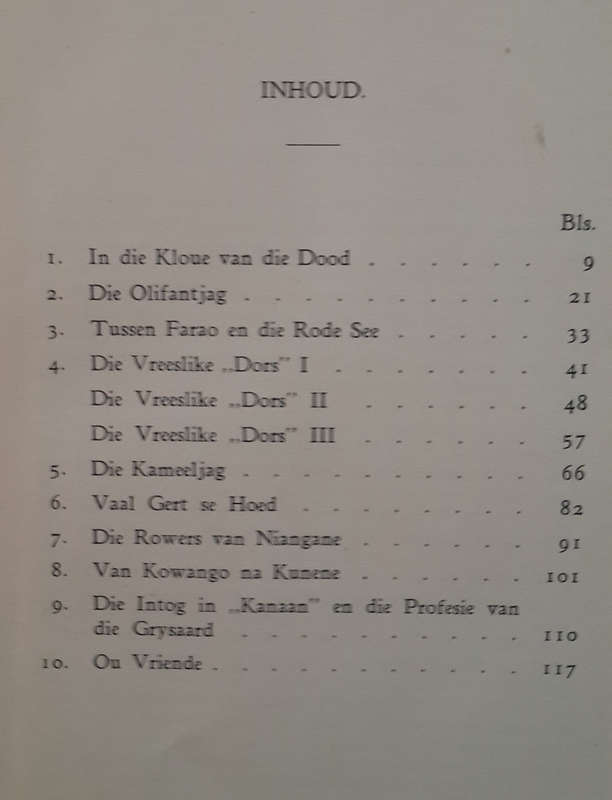 INHOUD.
Bls.
1. In die Kloue van die Dood . . . . . . 9
2. Die Olifantjag . . . . . . . . . . 21
3. Tussen Farao en die Rode See . . . . . 33
4. Die Vreeslike „Dors” I . . . . . . . 41
Die Vreeslike „Dors” II . . . . . . 48
Die Vreeslike „Dors” III . . . . . . 57
5. Die Kameeljag . . . . . . . . . . 66
6. Vaal Gert se Hoed . . . . . . . . 82
7. Die Rowers van Niangane . . . . . . 91
8. Van Kowango na Kunene . . . . . . 101
9. Die Intog in „Kanaan” en die Profesie van
die Grysaard . . . . . . . . . . 110
10. Ou Vriende . . . . . . . . . . . 117